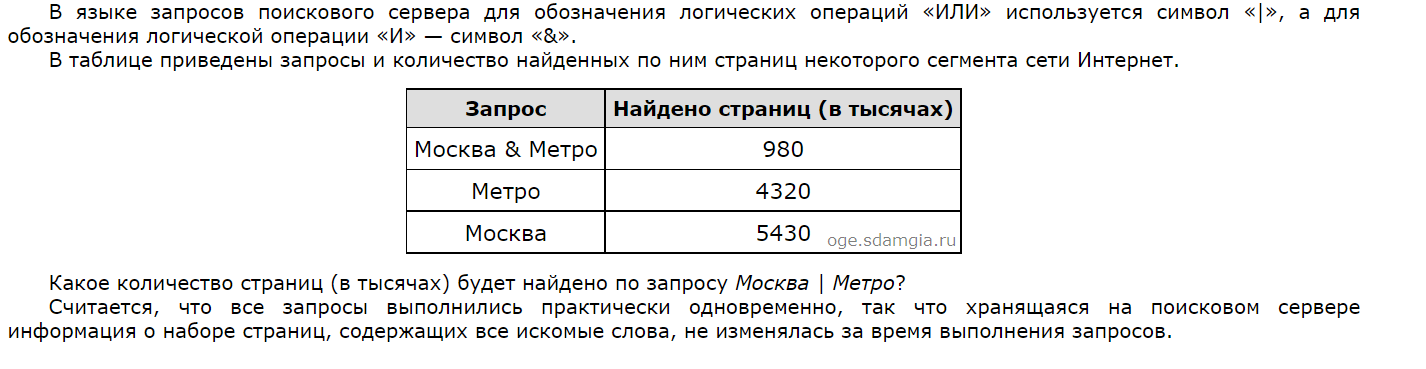 В языке запросов поискового сервера для обозначения логических операций «ИЛИ» используется символ «|», а для
обозначения логической операции «И» — символ «&».
В таблице приведены запросы и количество найденных по ним страниц некоторого сегмента сети Интернет.
Запрос Найдено страниц (в тысячах)
Москва & Метро 980
Метро 4320
Москва 5430
oge.sdamgia.ru
Какое количество страниц (в тысячах) будет найдено по запросу Москва | Метро?
Считается, что все запросы выполнились практически одновременно, так что хранящаяся на поисковом сервере
информация о наборе страниц, содержащих все искомые слова, не изменялась за время выполнения запросов.